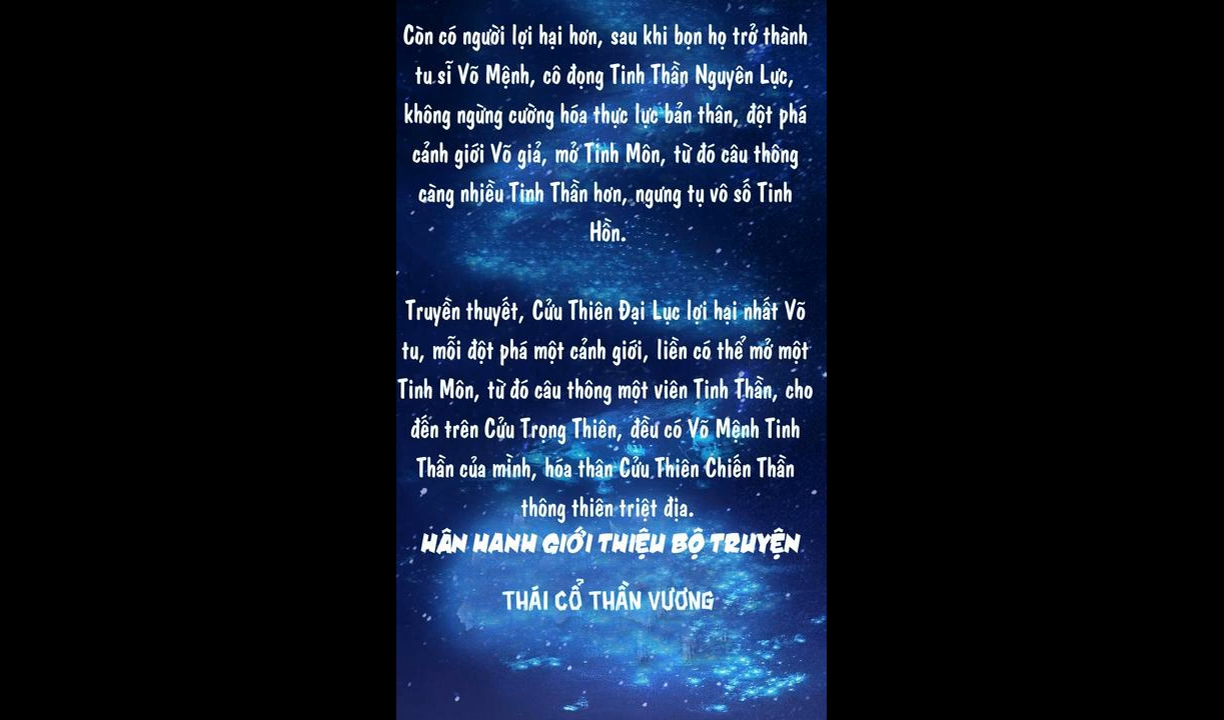 Còn có người lợi hại hơn, sau khi bọn họ trở thành
tu sĩ Võ Mệnh, cô đọng Tinh Thần Nguyên Lực,
không ngừng cường hóa thực lực bản thân, đột phá
cảnh giới Võ giả, mở Tinh Môn, từ đó câu thông
càng nhiều Tinh Thần hơn, ngưng tụ vô số Tinh
Hồn.
Truyền thuyết, Cửu Thiên Đại Lục lợi hại nhất Võ
tu, mỗi đột phá một cảnh giới, liền có thể mở một
Tinh Môn, từ đó câu thông một viên Tinh Thần, cho
đến trên Cửu Trọng Thiên, đều có Võ Mệnh Tinh
Thần của mình, hóa thân Cửu Thiên Chiến Thần
thông thiên triệt địa.
HÂN HANH GIỚI THIỆU BỘ TRUYỆN
THÁI CỔ THẦN VƯƠNG